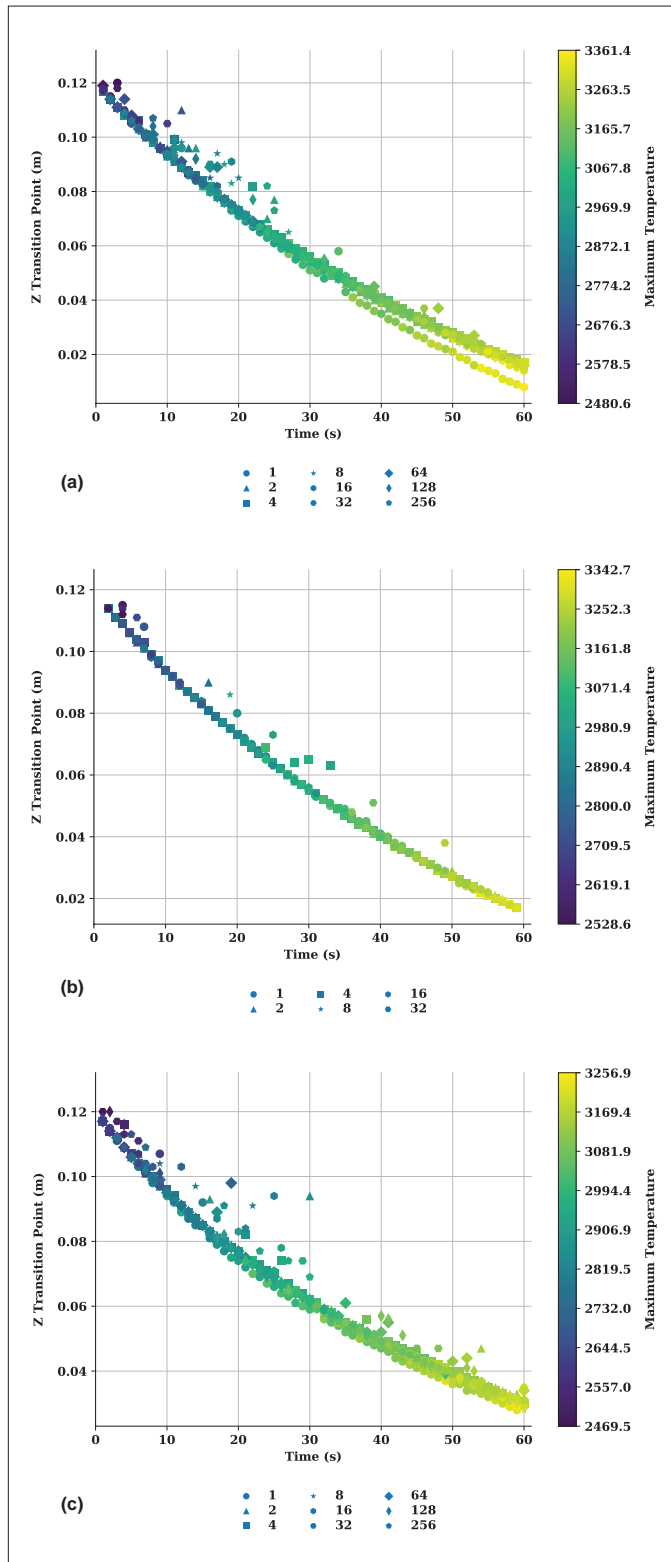 0.12
0.10
0.08
0.06
0.04
0.02
Z Transition Point (m)
0 10 20 30 40 50 60
Time (s)
3361.4
3263.5
3165.7
3067.8
2969.9
2872.1
2774.2
2676.3
2578.5
2480.6
Maximum Temperature
(a)
1 8 64
2 16 128
4 32 256
0.12
0.10
0.08
0.06
0.04
0.02
Z Transition Point (m)
0 10 20 30 40 50 60
Time (s)
3342.7
3252.3
3161.8
3071.4
2980.9
2890.4
2800.0
2709.5
2619.1
2528.6
Maximum Temperature
(b)
1 4 16
2 8 32
0.12
0.10
0.08
0.06
0.04
Z Transition Point (m)
0 10 20 30 40 50 60
Time (s)
3256.9
3169.4
3081.9
2994.4
2906.9
2819.5
2732.0
2644.5
2557.0
2469.5
Maximum Temperature
(c)
1 8 64
2 16 128
4 32 256